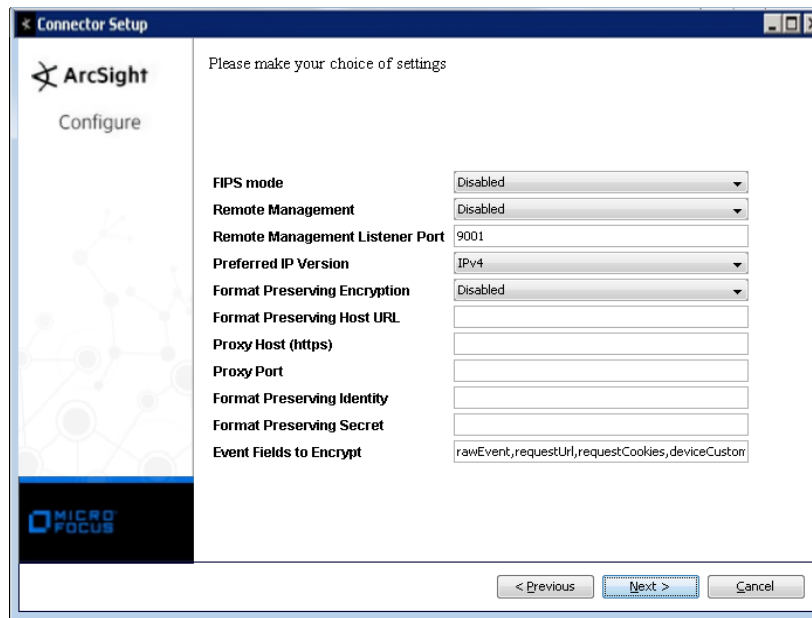 Connector Setup
ArcSight
Configure
Please make your choice of settings
FIPS mode Disabled
Remote Management Disabled
Remote Management Listener Port 9001
Preferred IP Version IPv4
Format Preserving Encryption Disabled
Format Preserving Host URL
Proxy Host (https)
Proxy Port
Format Preserving Identity
Format Preserving Secret
Event Fields to Encrypt rawEvent,requestUrl,requestCookies,deviceCustom
MICRO
FOCUS
< Previous Next > Cancel